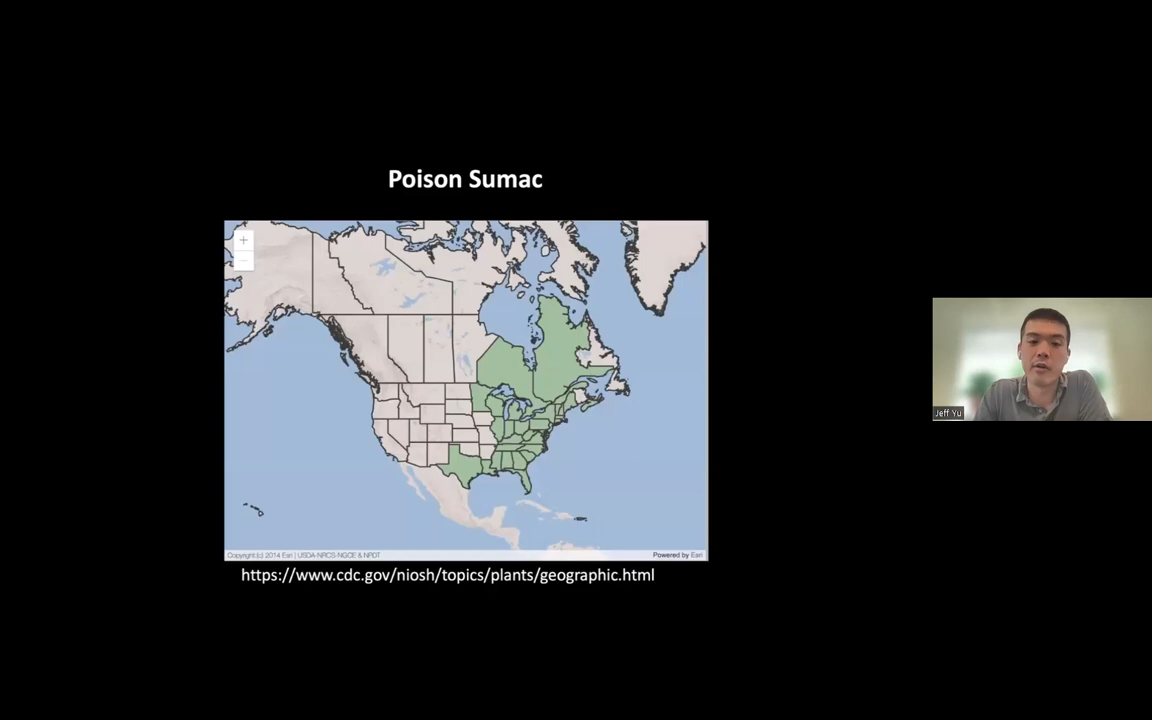 Poison Sumac
+
Copyright:(c) 2014 Esri | USDA-NRCS-NGCE & NPDT
Powered by Esri
https://www.cdc.gov/niosh/topics/plants/geographic.html
Jeff Yu